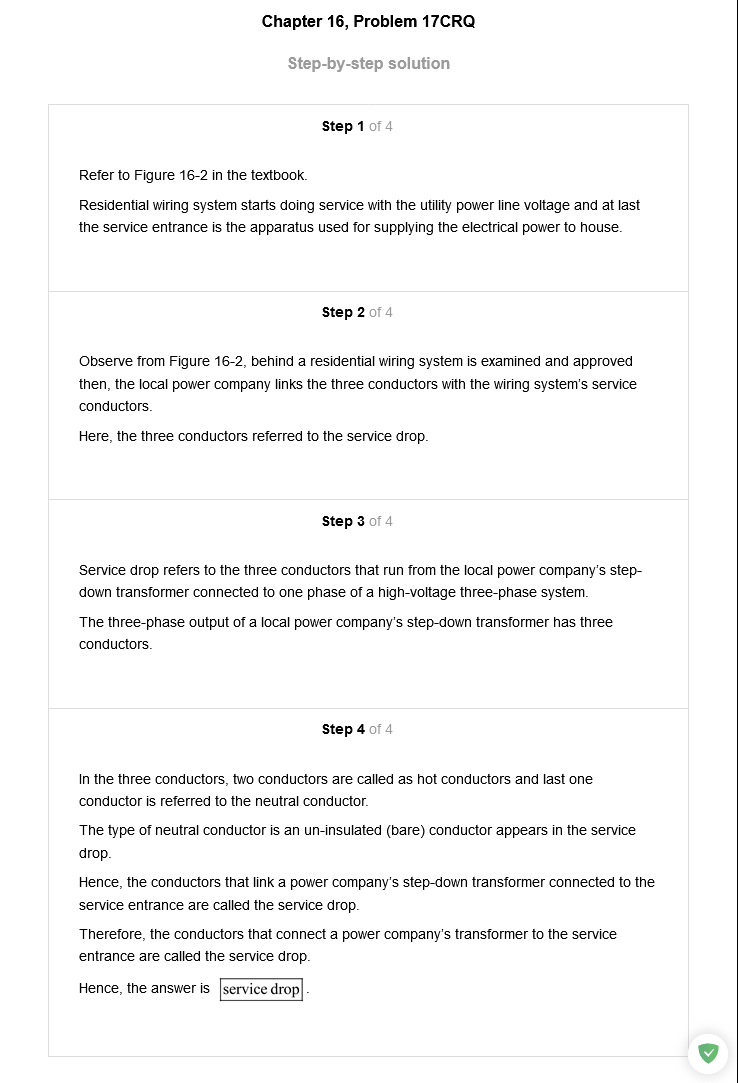 Chapter 16, Problem 17CRQ
Step-by-step solution
Step 1 of 4
Refer to Figure 16-2 in the textbook.
Residential wiring system starts doing service with the utility power line voltage and at last
the service entrance is the apparatus used for supplying the electrical power to house.
Step 2 of 4
Observe from Figure 16-2, behind a residential wiring system is examined and approved
then, the local power company links the three conductors with the wiring system's service
conductors.
Here, the three conductors referred to the service drop.
Step 3 of 4
Service drop refers to the three conductors that run from the local power company's step-
down transformer connected to one phase of a high-voltage three-phase system.
The three-phase output of a local power company's step-down transformer has three
conductors.
Step 4 of 4
In the three conductors, two conductors are called as hot conductors and last one
conductor is referred to the neutral conductor.
The type of neutral conductor is an un-insulated (bare) conductor appears in the service
drop.
Hence, the conductors that link a power company's step-down transformer connected to the
service entrance are called the service drop.
Therefore, the conductors that connect a power company's transformer to the service
entrance are called the service drop.
Hence, the answer is service drop .